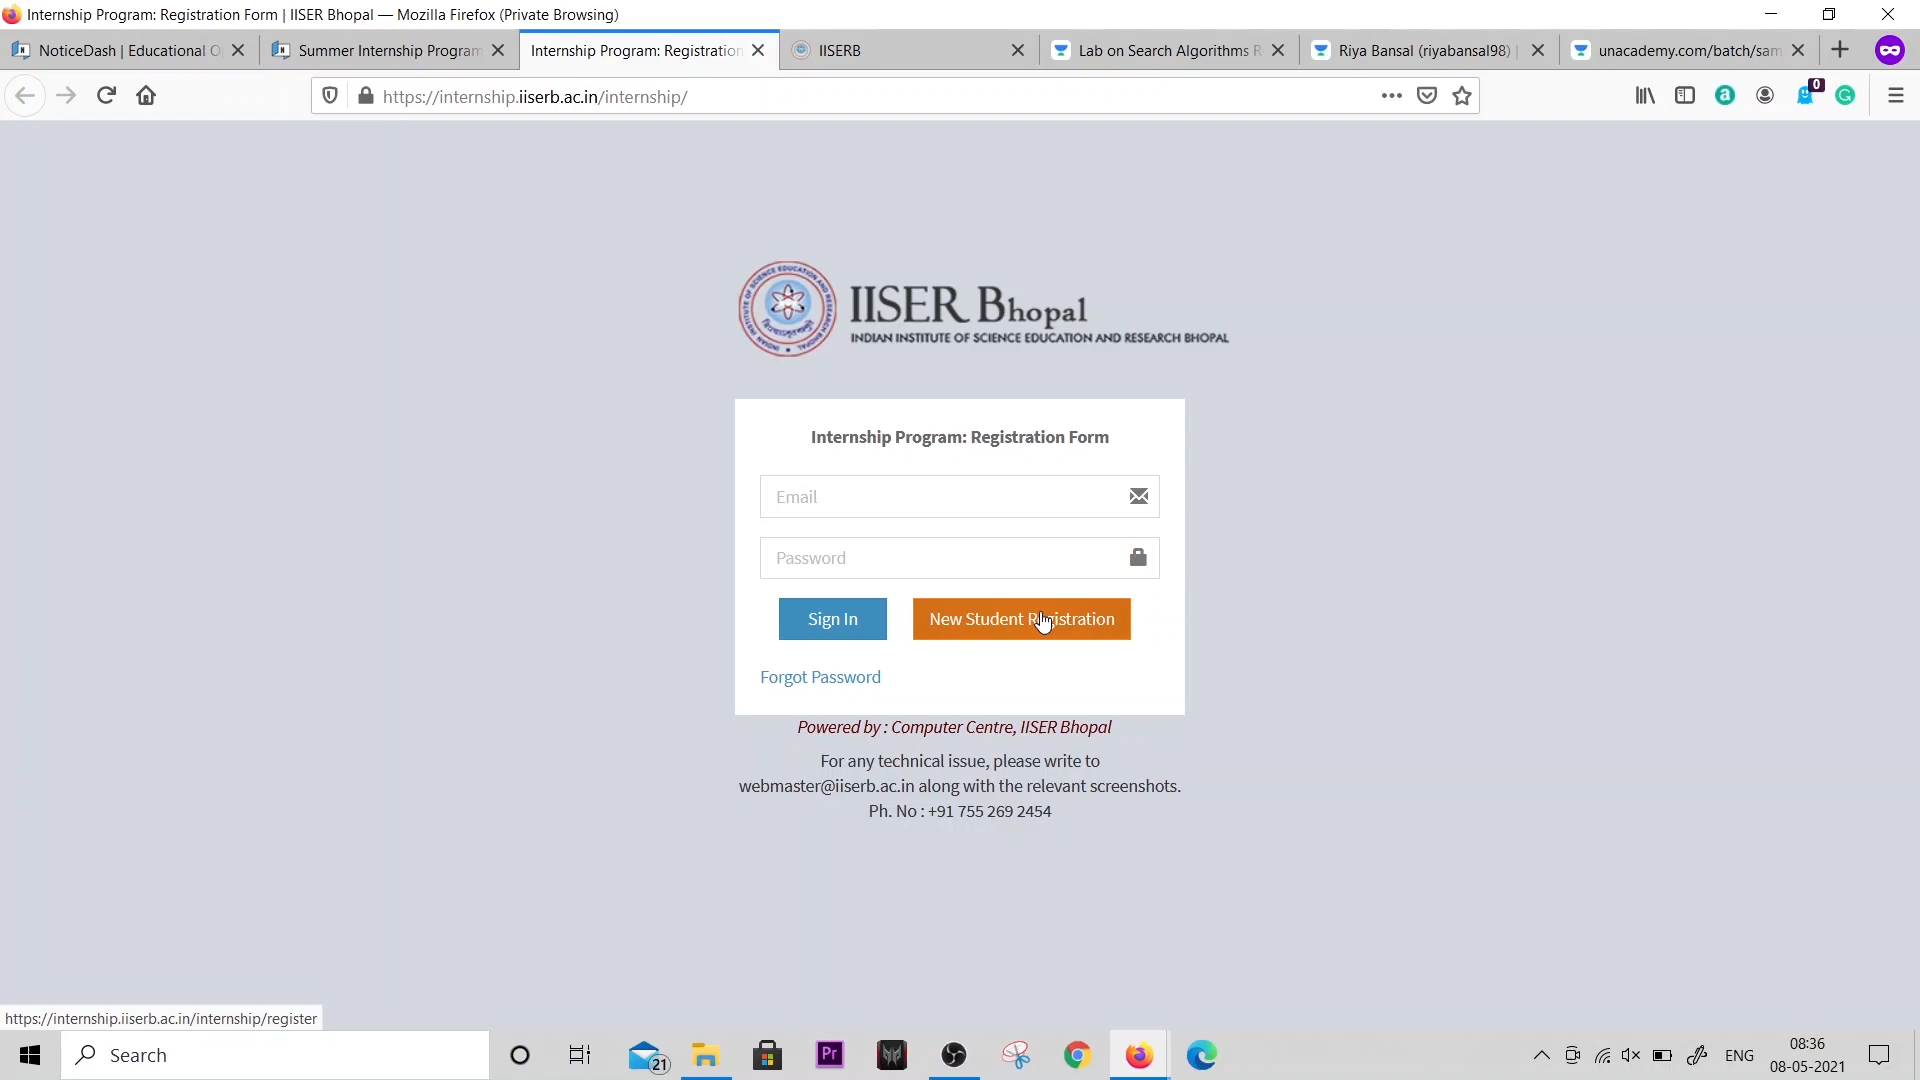 Internship Program: Registration Form | IISER Bhopal — Mozilla Firefox (Private Browsing)
NoticeDash | Educational O
Summer Internship Program
Internship Program: Registration
IISERB
Lab on Search Algorithms R
Riya Bansal (riyabansal98) |
unacademy.com/batch/sam
https://internship.iiserb.ac.in/internship/
0
IISER Bhopal
INDIAN INSTITUTE OF SCIENCE EDUCATION AND RESEARCH BHOPAL
Internship Program: Registration Form
Email
Password
Sign In
New Student Registration
Forgot Password
Powered by : Computer Centre, IISER Bhopal
For any technical issue, please write to
webmaster@iiserb.ac.in along with the relevant screenshots.
Ph. No : +91 755 269 2454
https://internship.iiserb.ac.in/internship/register
Search
21
Pr
ENG
08:36
08-05-2021